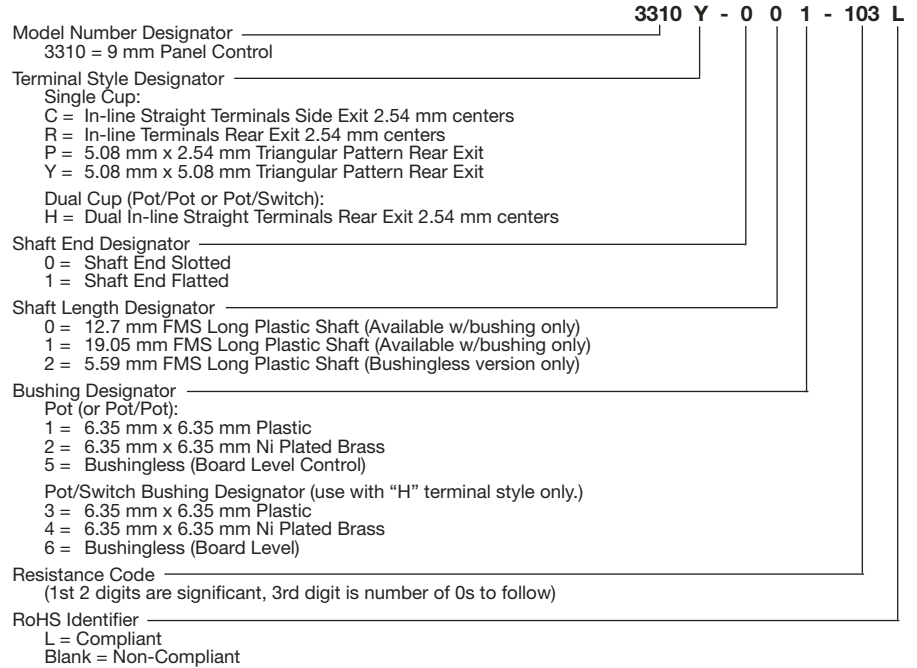 3310 Y - 0 0 1 - 103 L
Model Number Designator
3310 = 9 mm Panel Control
Terminal Style Designator
Single Cup:
C = In-line Straight Terminals Side Exit 2.54 mm centers
R = In-line Terminals Rear Exit 2.54 mm centers
P = 5.08 mm x 2.54 mm Triangular Pattern Rear Exit
Y = 5.08 mm x 5.08 mm Triangular Pattern Rear Exit
Dual Cup (Pot/Pot or Pot/Switch):
H = Dual In-line Straight Terminals Rear Exit 2.54 mm centers
Shaft End Designator
0 = Shaft End Slotted
1 = Shaft End Flatted
Shaft Length Designator
0 = 12.7 mm FMS Long Plastic Shaft (Available w/bushing only)
1 = 19.05 mm FMS Long Plastic Shaft (Available w/bushing only)
2 = 5.59 mm FMS Long Plastic Shaft (Bushingless version only)
Bushing Designator
Pot (or Pot/Pot):
1 = 6.35 mm x 6.35 mm Plastic
2 = 6.35 mm x 6.35 mm Ni Plated Brass
5 = Bushingless (Board Level Control)
Pot/Switch Bushing Designator (use with “H” terminal style only.)
3 = 6.35 mm x 6.35 mm Plastic
4 = 6.35 mm x 6.35 mm Ni Plated Brass
6 = Bushingless (Board Level)
Resistance Code
(1st 2 digits are significant, 3rd digit is number of 0s to follow)
RoHS Identifier
L = Compliant
Blank = Non-Compliant